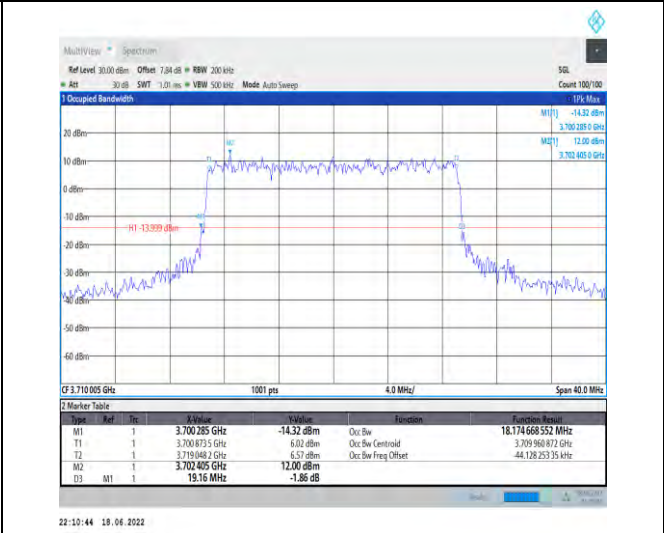 MultiView Spectrum
Ref Level 30.00 dBm Offset 7.84 dB RBW 200 kHz SGL
Att 30 dB SWT 1.01 ms VBW 500 kHz Mode Auto Sweep Count 100/100
1 Occupied Bandwidth 1Pk Max
M1[1] -14.32 dBm
3.700 285 0 GHz
20 dBm
M2[1] 12.00 dBm
3.702 405 0 GHz
M2
10 dBm
T1
0 dBm
-10 dBm
H1 -13.999 dBm
-20 dBm
-30 dBm
-40 dBm
-50 dBm
-60 dBm
CF 3.710 005 GHz 1001 pts 4.0 MHz/ Span 40.0 MHz
2 Marker Table
Type Ref Trc X-Value Y-Value Function Function Result
M1 1 3.700 285 GHz -14.32 dBm Occ Bw 18.174 668 552 MHz
T1 1 3.700 873 5 GHz 6.02 dBm Occ Bw Centroid 3.709 960 872 GHz
T2 1 3.719 048 2 GHz 6.57 dBm Occ Bw Freq Offset -44.128 253 35 kHz
M2 1 3.702 405 GHz 12.00 dBm
D3 M1 1 19.16 MHz -1.86 dB
22:10:44 18.06.2022